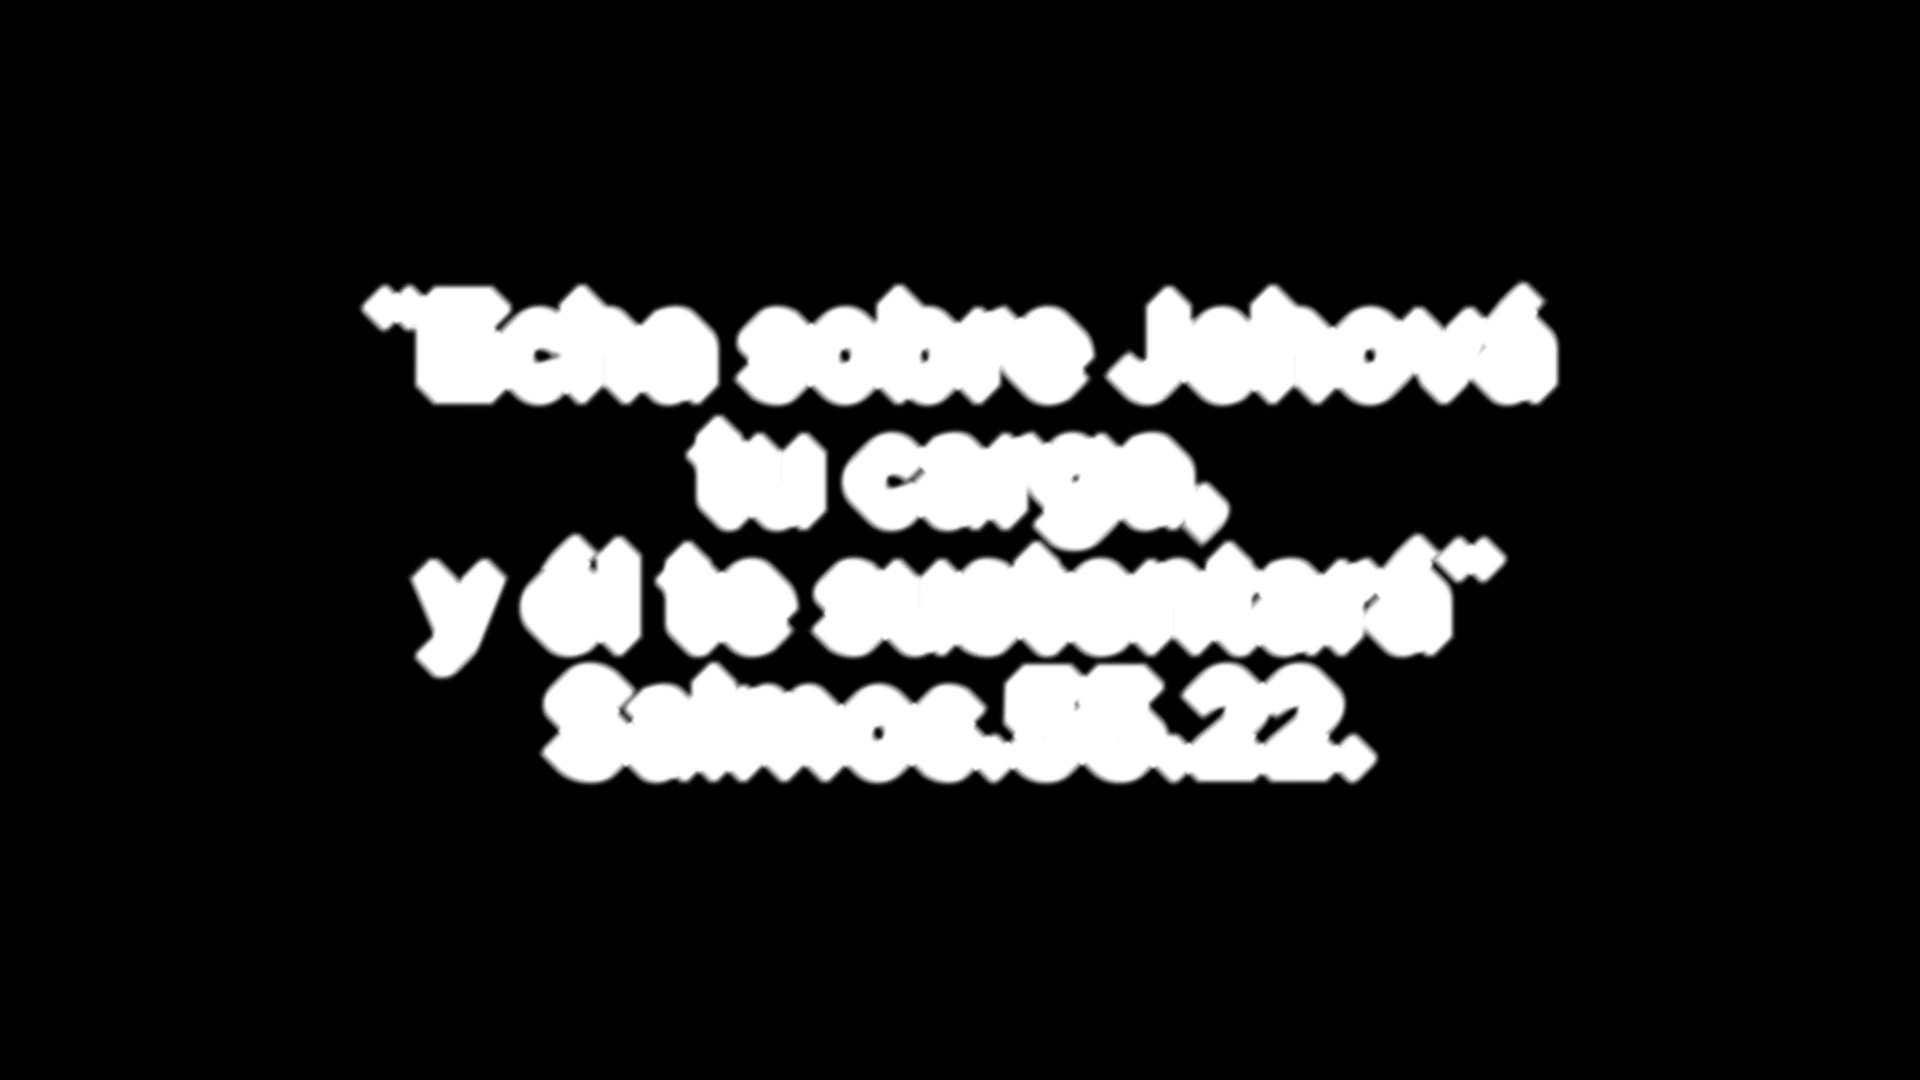 "Echa sobre Jehová
tu carga,
y él te sustentará"
Salmos.55.22.